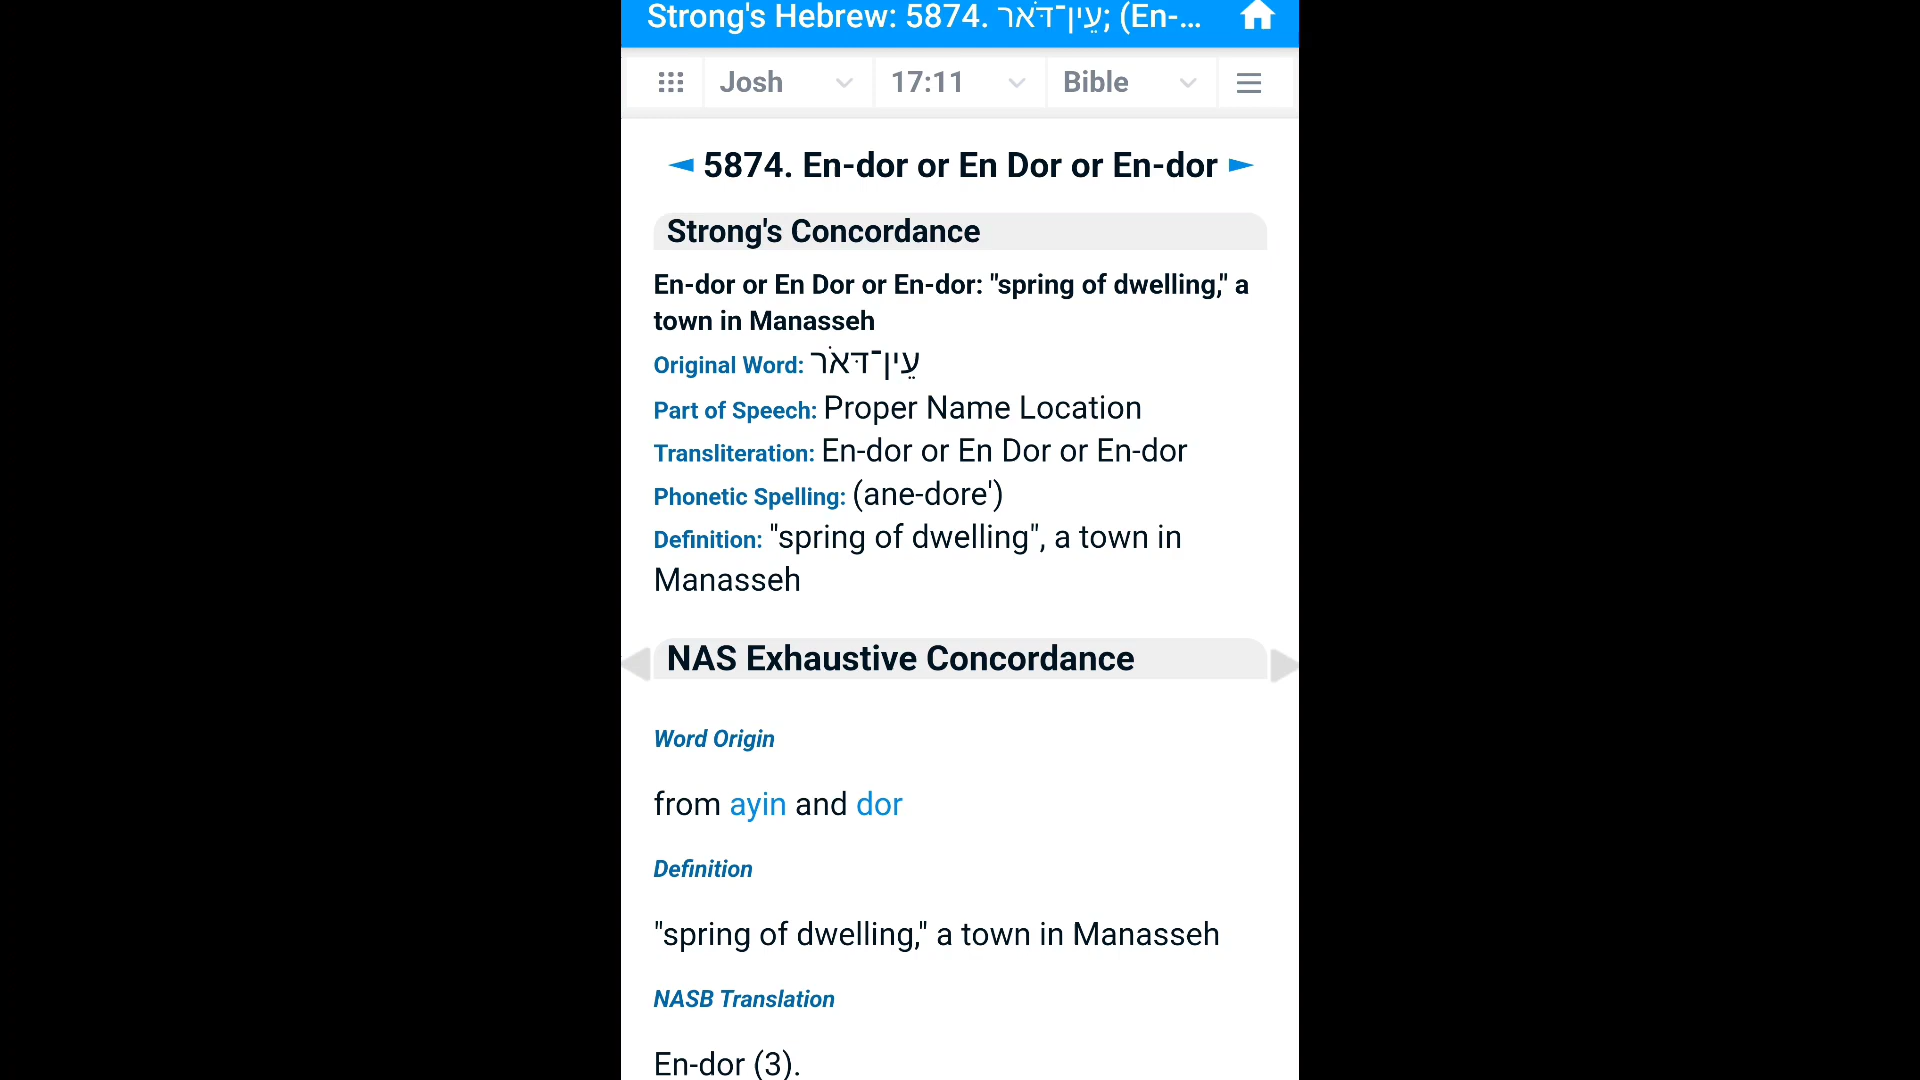 Strong's Hebrew: 5874. עֵין־דֹּאר; (En-...
Josh 17:11 Bible
5874. En-dor or En Dor or En-dor
Strong's Concordance
En-dor or En Dor or En-dor: "spring of dwelling," a
town in Manasseh
Original Word: עֵין־דֹּאר
Part of Speech: Proper Name Location
Transliteration: En-dor or En Dor or En-dor
Phonetic Spelling: (ane-dore')
Definition: "spring of dwelling", a town in
Manasseh
NAS Exhaustive Concordance
Word Origin
from ayin and dor
Definition
"spring of dwelling," a town in Manasseh
NASB Translation
En-dor (3).